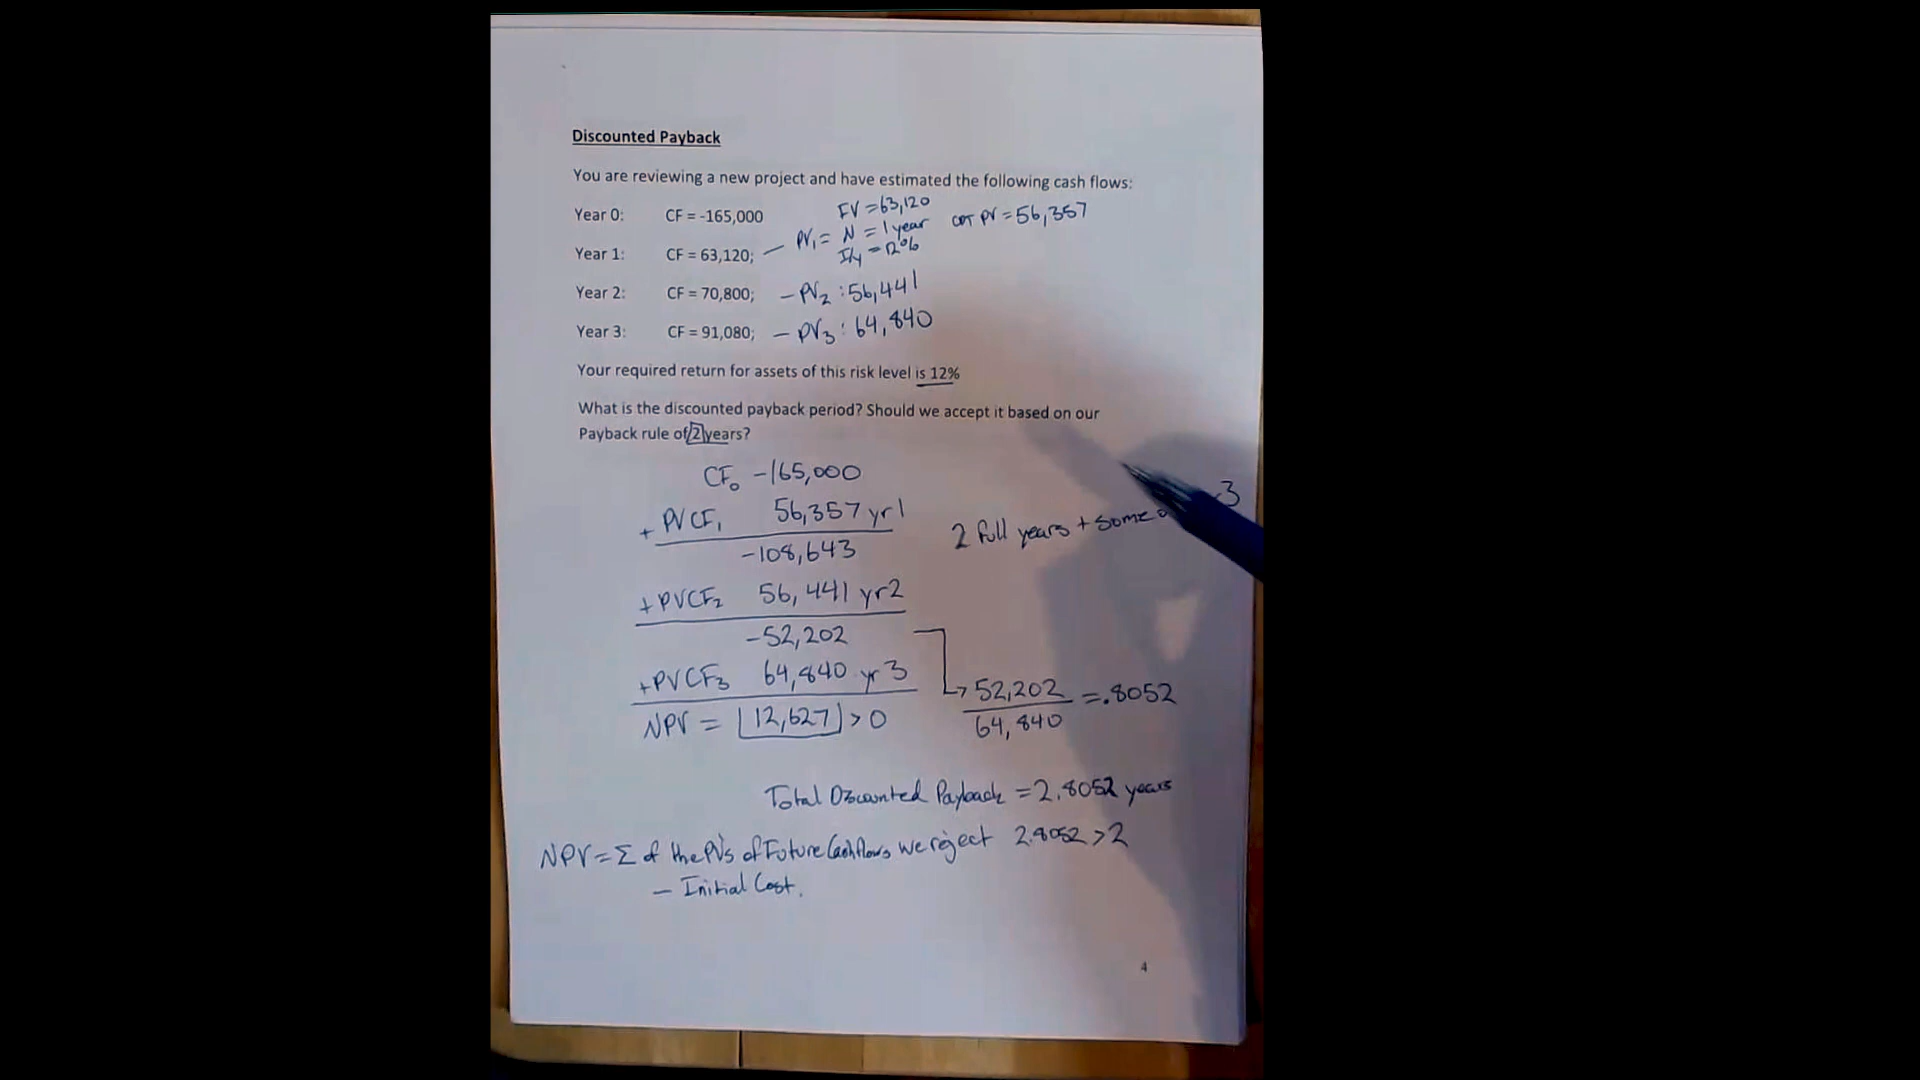 Discounted Payback
You are reviewing a new project and have estimated the following cash flows:
Year 0: CF = -165,000
FV = 63,120
Year 1: CF = 63,120; — PV1 = N = 1 year CPT PV = 56,357
I/y = 12%
Year 2: CF = 70,800; — PV2 : 56,441
Year 3: CF = 91,080; — PV3 : 64,840
Your required return for assets of this risk level is 12%
What is the discounted payback period? Should we accept it based on our
Payback rule of 2 years?
CF0 -165,000
+ PVCF1 56,357 yr1
-108,643
2 full years + some 3
+PVCF2 56,441 yr2
-52,202
+PVCF3 64,840 yr3
52,202 = .8052
64,840
NPV = 12,627 > 0
Total Discounted Payback = 2.8052 years
NPV = Σ of the PV's of Future Cashflows we reject 2.8052 > 2
— Initial Cost.
4